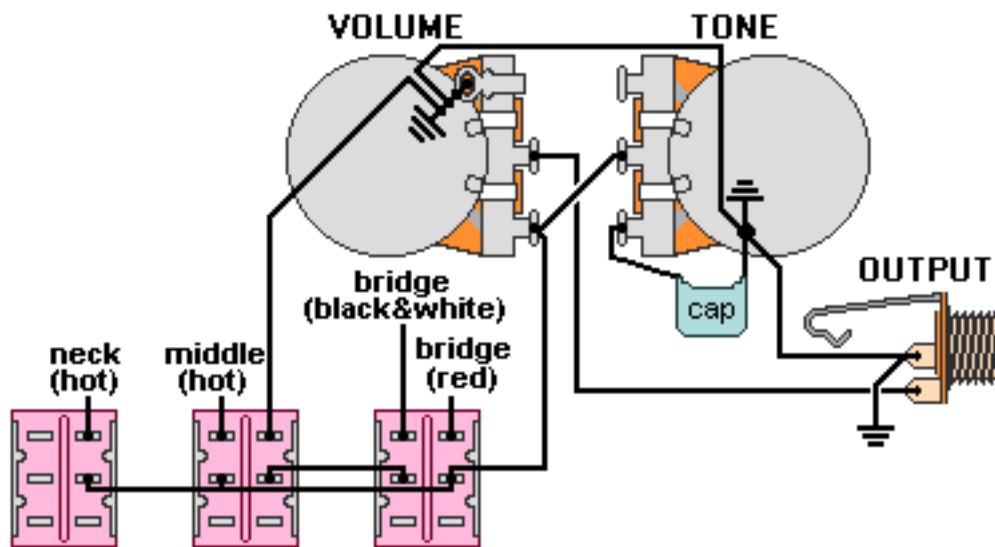 VOLUME
TONE
OUTPUT
bridge
(black&white)
cap
neck
(hot)
middle
(hot)
bridge
(red)